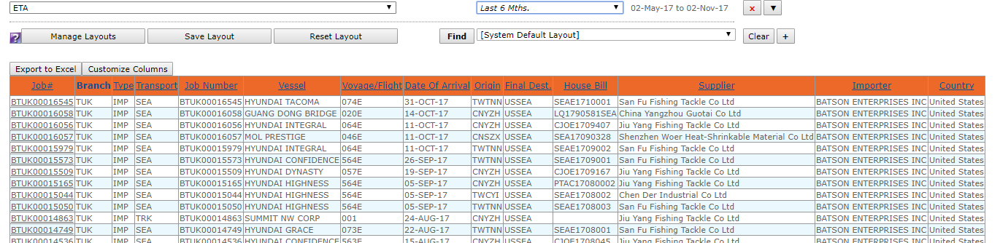 ETA Last 6 Mths. 02-May-17 to 02-Nov-17 x ▼
? Manage Layouts Save Layout Reset Layout Find [System Default Layout] Clear +
Export to Excel Customize Columns
Job# Branch Type Transport Job Number Vessel Voyage/Flight Date Of Arrival Origin Final Dest. House Bill Supplier Importer Country
BTUK00016545 TUK IMP SEA BTUK00016545 HYUNDAI TACOMA 074E 31-OCT-17 TWTNN USSEA SEAE1710001 San Fu Fishing Tackle Co Ltd BATSON ENTERPRISES INC United States
BTUK00016058 TUK IMP SEA BTUK00016058 GUANG DONG BRIDGE 020E 14-OCT-17 CNYZH USSEA LQ1790581SEA China Yangzhou Guotai Co Ltd BATSON ENTERPRISES INC United States
BTUK00016056 TUK IMP SEA BTUK00016056 HYUNDAI INTEGRAL 064E 11-OCT-17 CNYZH USSEA CJOE1709407 Jiu Yang Fishing Tackle Co Ltd BATSON ENTERPRISES INC United States
BTUK00016057 TUK IMP SEA BTUK00016057 MOL PRESTIGE 046E 11-OCT-17 CNSZX USSEA SEA17090328 Shenzhen Woer Heat-Shrinkable Material Co Ltd BATSON ENTERPRISES INC United States
BTUK00015979 TUK IMP SEA BTUK00015979 HYUNDAI INTEGRAL 064E 11-OCT-17 TWTNN USSEA SEAE1709002 San Fu Fishing Tackle Co Ltd BATSON ENTERPRISES INC United States
BTUK00015573 TUK IMP SEA BTUK00015573 HYUNDAI CONFIDENCE 564E 26-SEP-17 TWTNN USSEA SEAE1709001 San Fu Fishing Tackle Co Ltd BATSON ENTERPRISES INC United States
BTUK00015509 TUK IMP SEA BTUK00015509 HYUNDAI DYNASTY 057E 19-SEP-17 CNYZH USSEA CJOE1709167 Jiu Yang Fishing Tackle Co Ltd BATSON ENTERPRISES INC United States
BTUK00015165 TUK IMP SEA BTUK00015165 HYUNDAI HIGHNESS 564E 05-SEP-17 CNYZH USSEA PTAC17080002 Jiu Yang Fishing Tackle Co Ltd BATSON ENTERPRISES INC United States
BTUK00015044 TUK IMP SEA BTUK00015044 HYUNDAI HIGHNESS 564E 05-SEP-17 TWCYI USSEA SEAE1708002 Chen Der Industrial Co Ltd BATSON ENTERPRISES INC United States
BTUK00015050 TUK IMP SEA BTUK00015050 HYUNDAI HIGHNESS 564E 05-SEP-17 TWTNN USSEA SEAE1708003 San Fu Fishing Tackle Co Ltd BATSON ENTERPRISES INC United States
BTUK00014863 TUK IMP TRK BTUK00014863 SUMMIT NW CORP 001 24-AUG-17 CNYZH USSEA Jiu Yang Fishing Tackle Co Ltd BATSON ENTERPRISES INC United States
BTUK00014749 TUK IMP SEA BTUK00014749 HYUNDAI GRACE 073E 22-AUG-17 TWTNN USSEA SEAE1708001 San Fu Fishing Tackle Co Ltd BATSON ENTERPRISES INC United States
BTUK00014536 TUK IMP SEA BTUK00014536 HYUNDAI CONFIDENCE 563E 15-AUG-17 CNYZH USSEA CJOE1708045 Jiu Yang Fishing Tackle Co Ltd BATSON ENTERPRISES INC United States